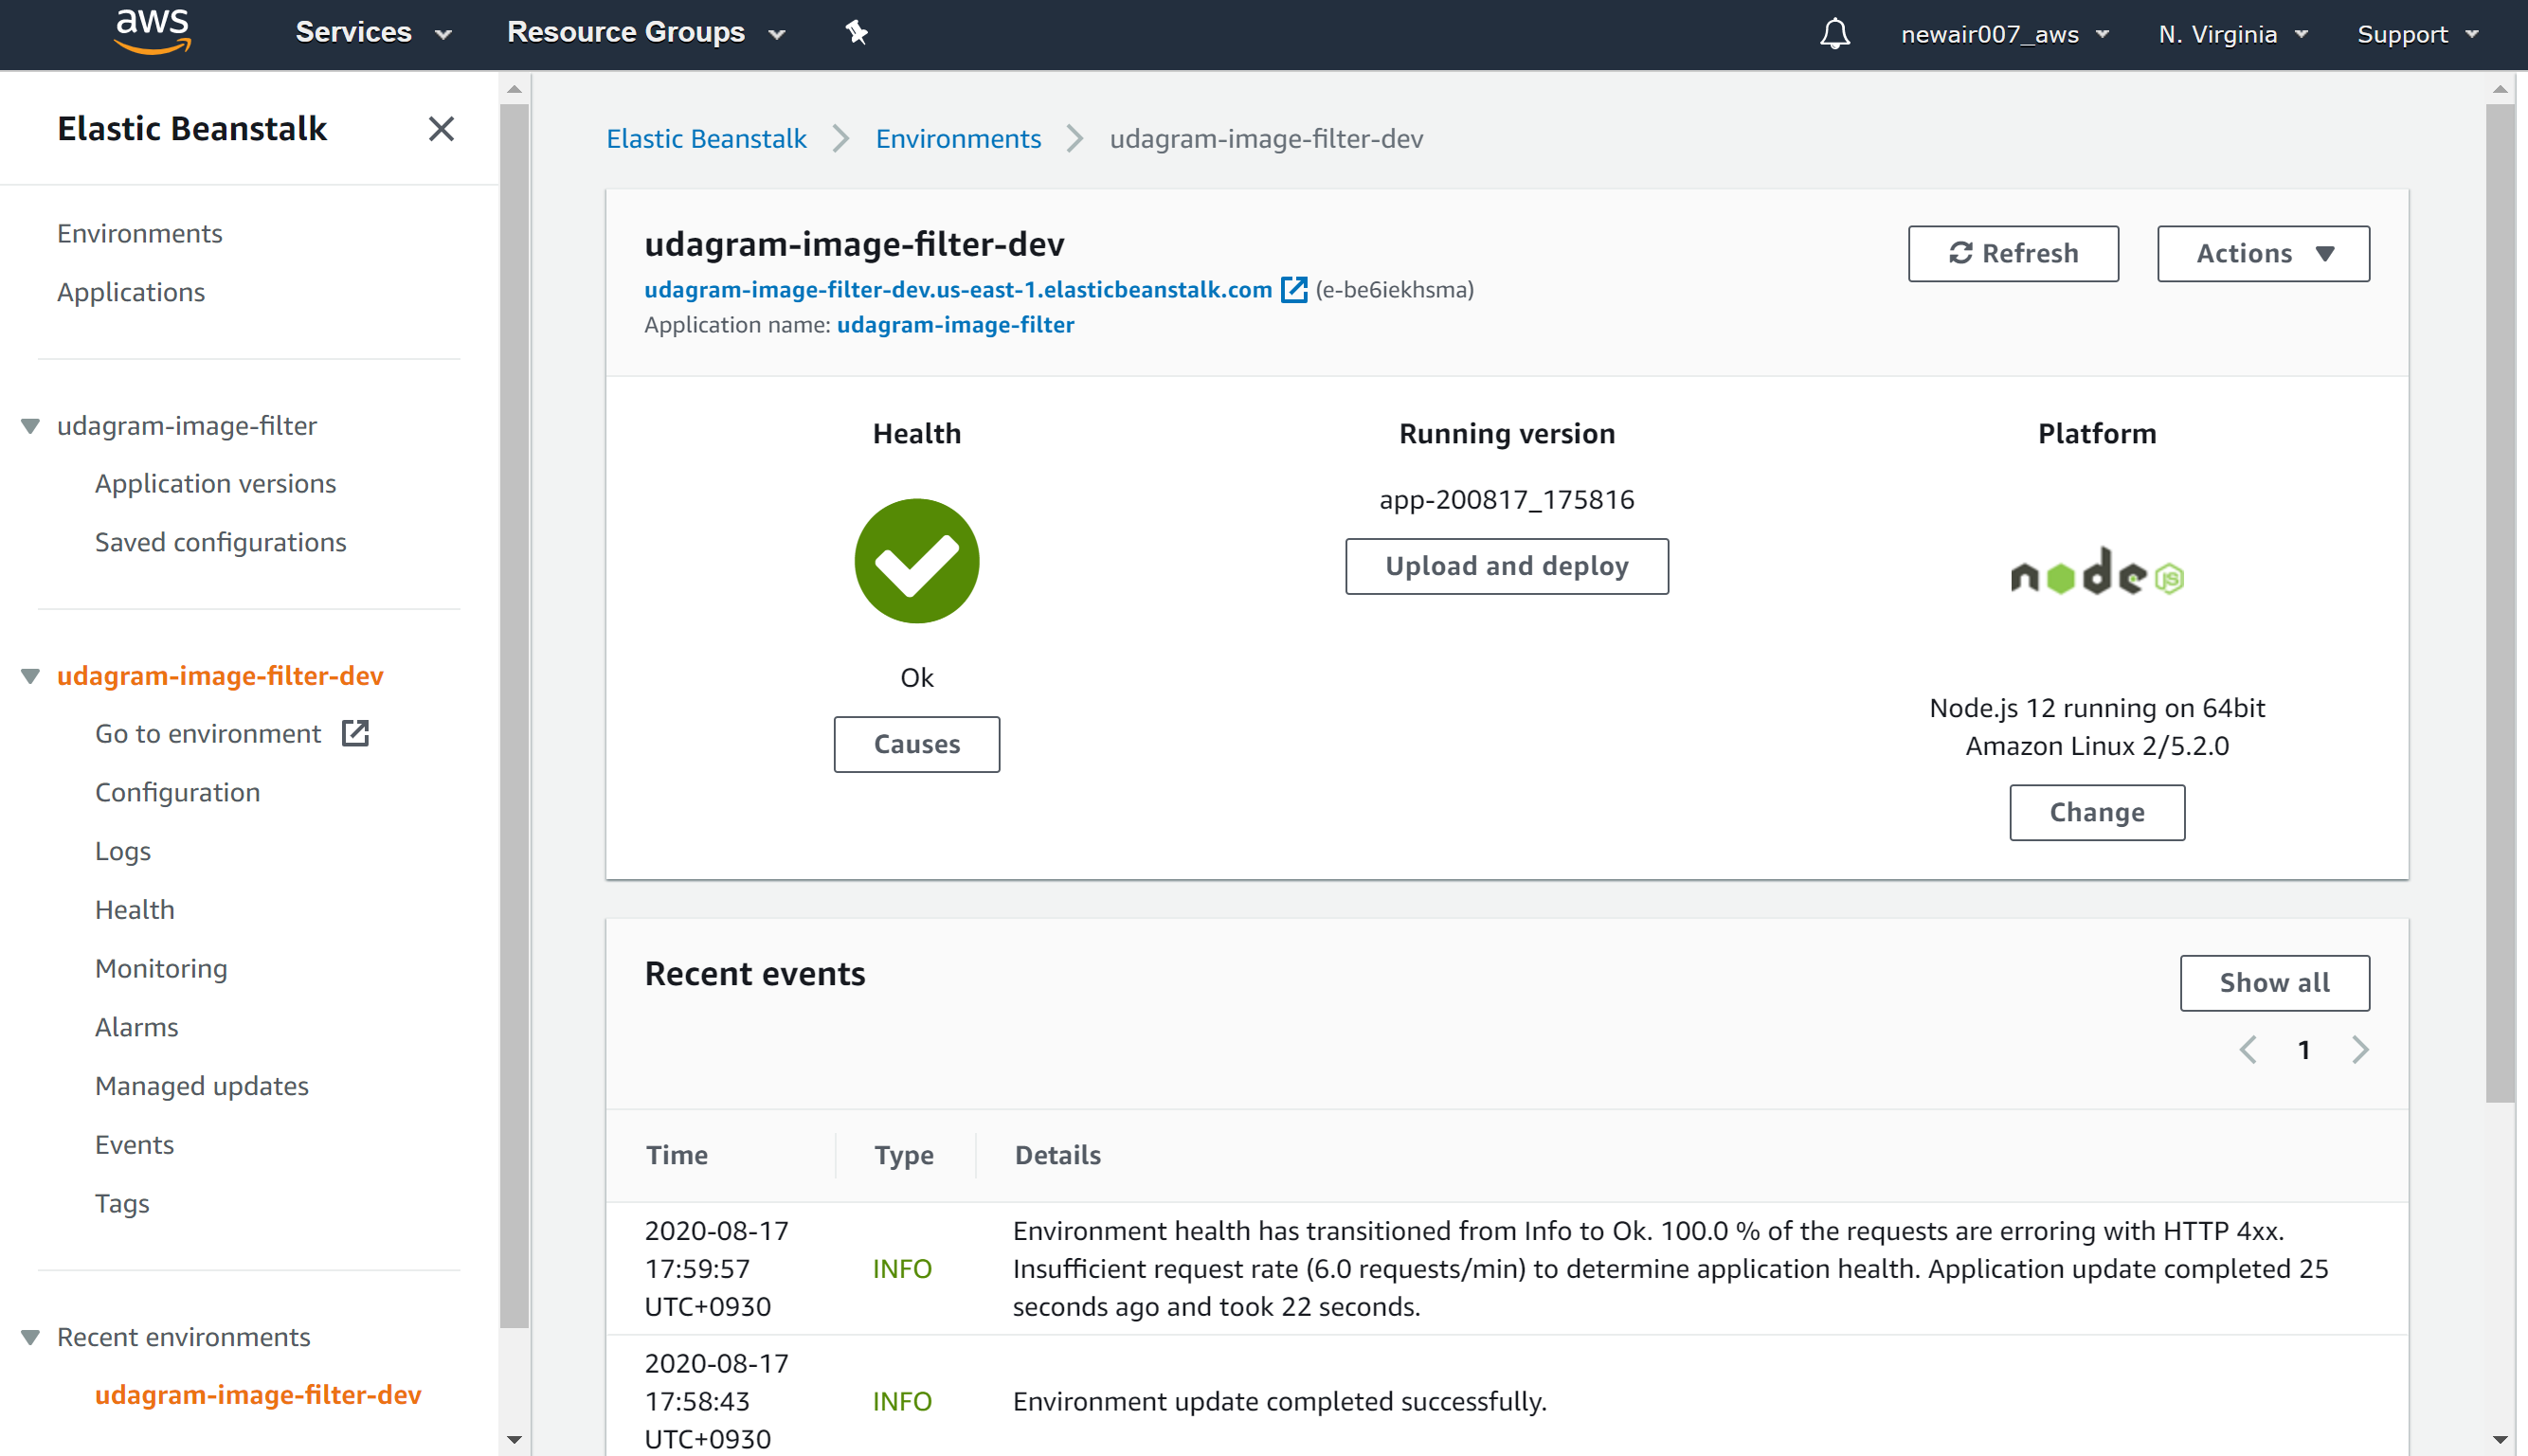 aws
Services
Resource Groups
newair007_aws
N. Virginia
Support
Elastic Beanstalk
Environments
Applications
udagram-image-filter
Application versions
Saved configurations
udagram-image-filter-dev
Go to environment
Configuration
Logs
Health
Monitoring
Alarms
Managed updates
Events
Tags
Recent environments
udagram-image-filter-dev
Elastic Beanstalk
Environments
udagram-image-filter-dev
udagram-image-filter-dev
udagram-image-filter-dev.us-east-1.elasticbeanstalk.com (e-be6iekhsma)
Application name: udagram-image-filter
Refresh
Actions
Health
Ok
Causes
Running version
app-200817_175816
Upload and deploy
Platform
node JS
Node.js 12 running on 64bit
Amazon Linux 2/5.2.0
Change
Recent events
Show all
1
Time
Type
Details
2020-08-17
17:59:57
UTC+0930
INFO
Environment health has transitioned from Info to Ok. 100.0 % of the requests are erroring with HTTP 4xx.
Insufficient request rate (6.0 requests/min) to determine application health. Application update completed 25
seconds ago and took 22 seconds.
2020-08-17
17:58:43
UTC+0930
INFO
Environment update completed successfully.